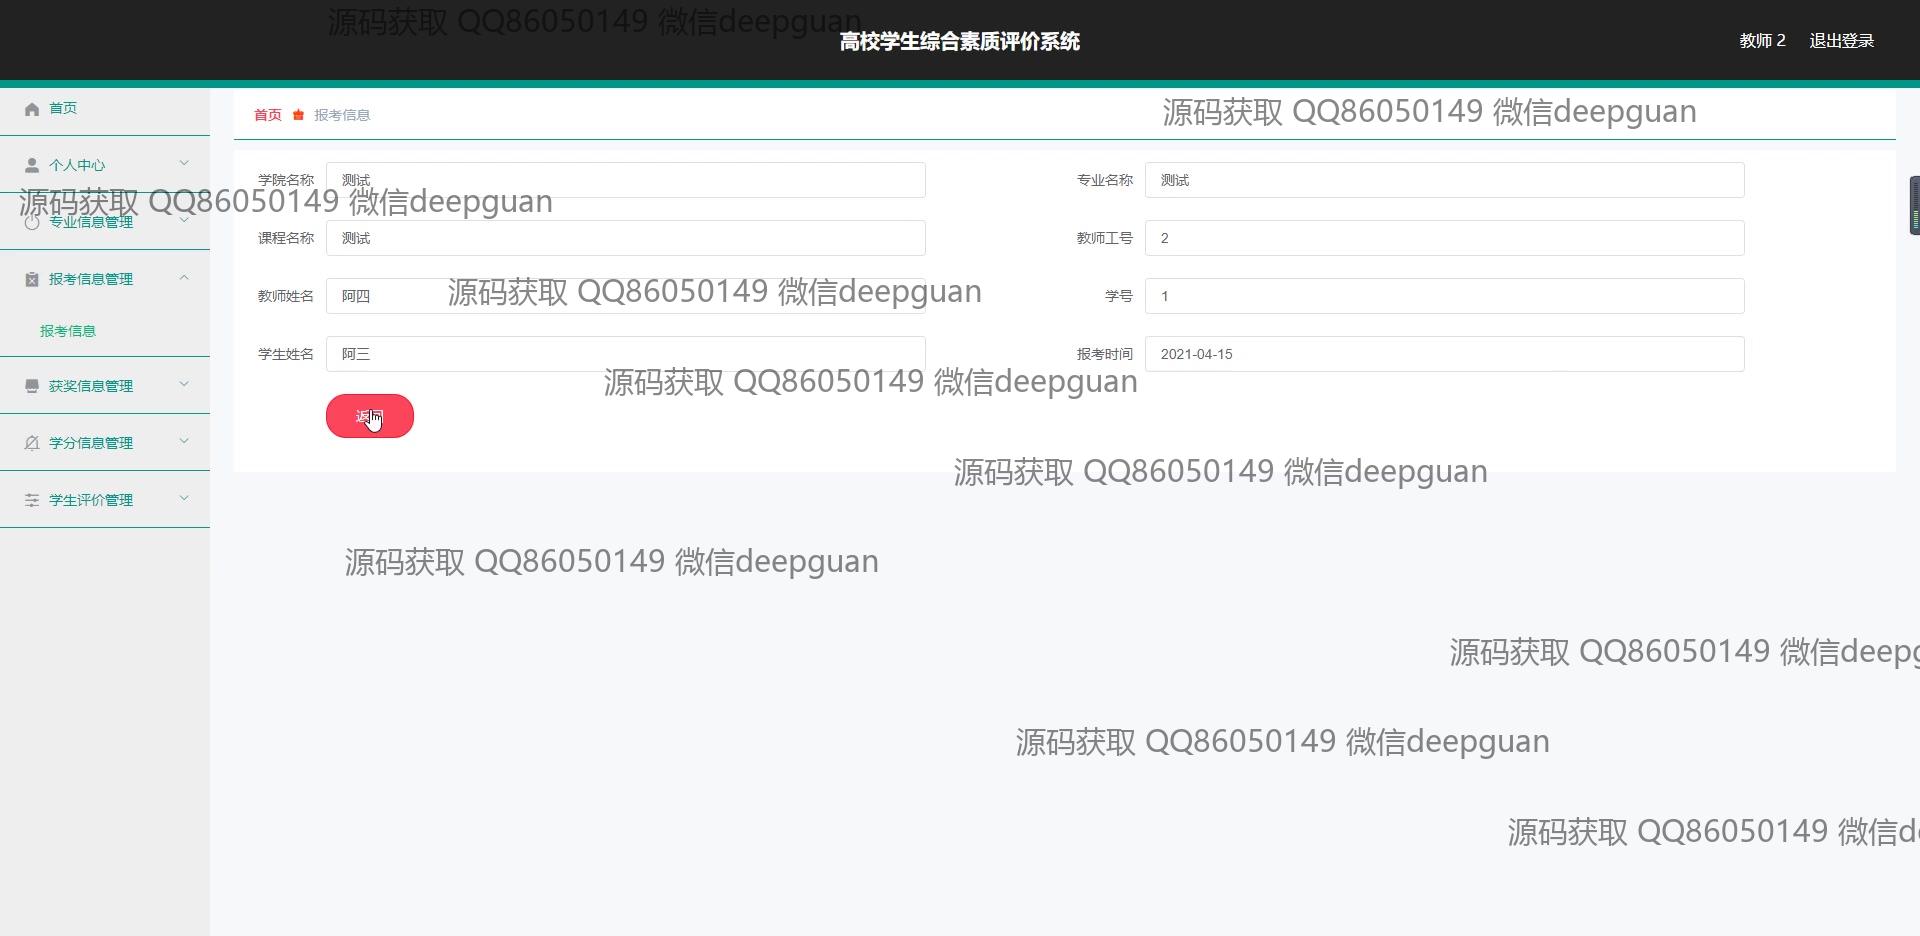 源码获取 QQ86050149 微信deepguan
高校学生综合素质评价系统
教师 2 退出登录
首页
首页 报考信息
源码获取 QQ86050149 微信deepguan
个人中心
学院名称 测试 专业名称 测试
源码获取 QQ86050149 微信deepguan
专业信息管理
课程名称 测试 教师工号 2
报考信息管理
教师姓名 阿四 学号 1
源码获取 QQ86050149 微信deepguan
报考信息
学生姓名 阿三 报考时间 2021-04-15
源码获取 QQ86050149 微信deepguan
获奖信息管理
返回
学分信息管理
源码获取 QQ86050149 微信deepguan
学生评价管理
源码获取 QQ86050149 微信deepguan
源码获取 QQ86050149 微信deepg
源码获取 QQ86050149 微信deepguan
源码获取 QQ86050149 微信d